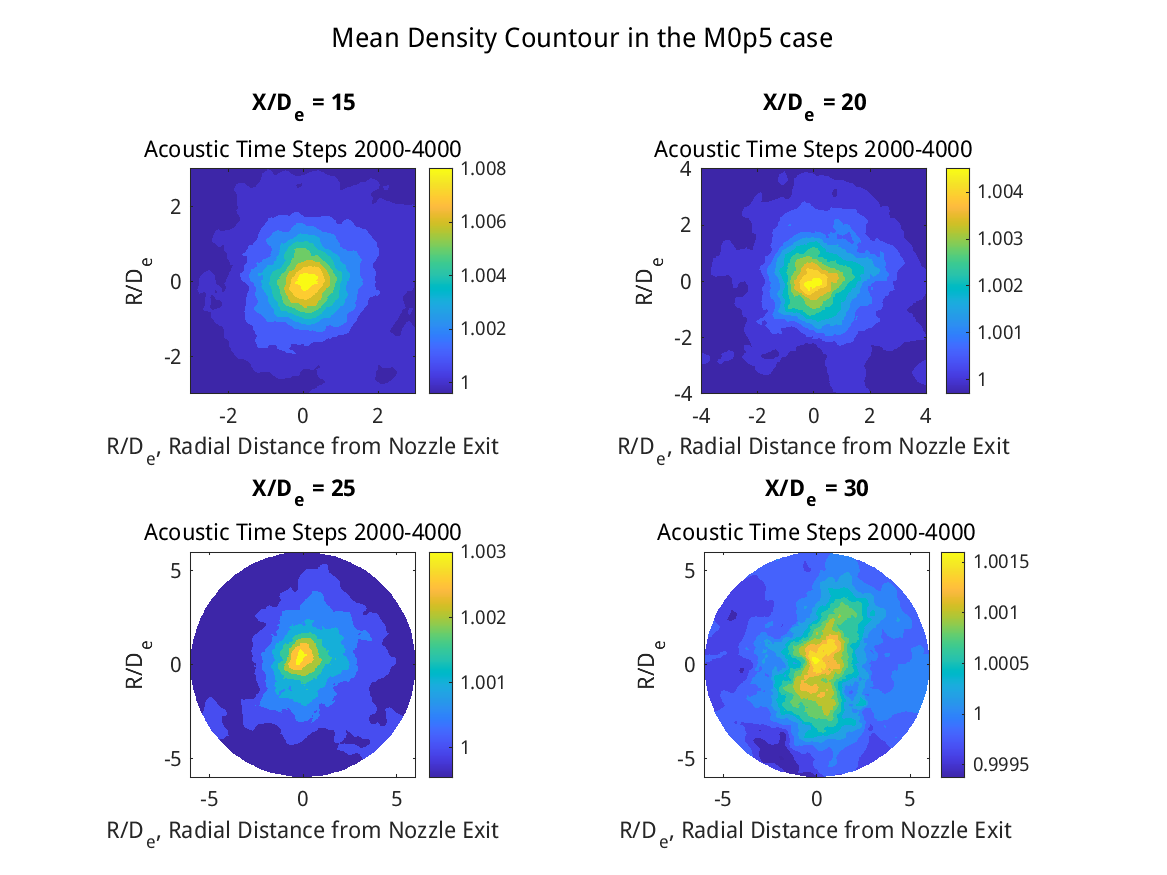 Mean Density Countour in the M0p5 case
X/De = 15
Acoustic Time Steps 2000-4000
2
0
-2
R/De
-2
0
2
R/De, Radial Distance from Nozzle Exit
1.008
1.006
1.004
1.002
1
X/De = 20
Acoustic Time Steps 2000-4000
4
2
0
-2
-4
R/De
-4
-2
0
2
4
R/De, Radial Distance from Nozzle Exit
1.004
1.003
1.002
1.001
1
X/De = 25
Acoustic Time Steps 2000-4000
5
0
-5
R/De
-5
0
5
R/De, Radial Distance from Nozzle Exit
1.003
1.002
1.001
1
X/De = 30
Acoustic Time Steps 2000-4000
5
0
-5
R/De
-5
0
5
R/De, Radial Distance from Nozzle Exit
1.0015
1.001
1.0005
1
0.9995